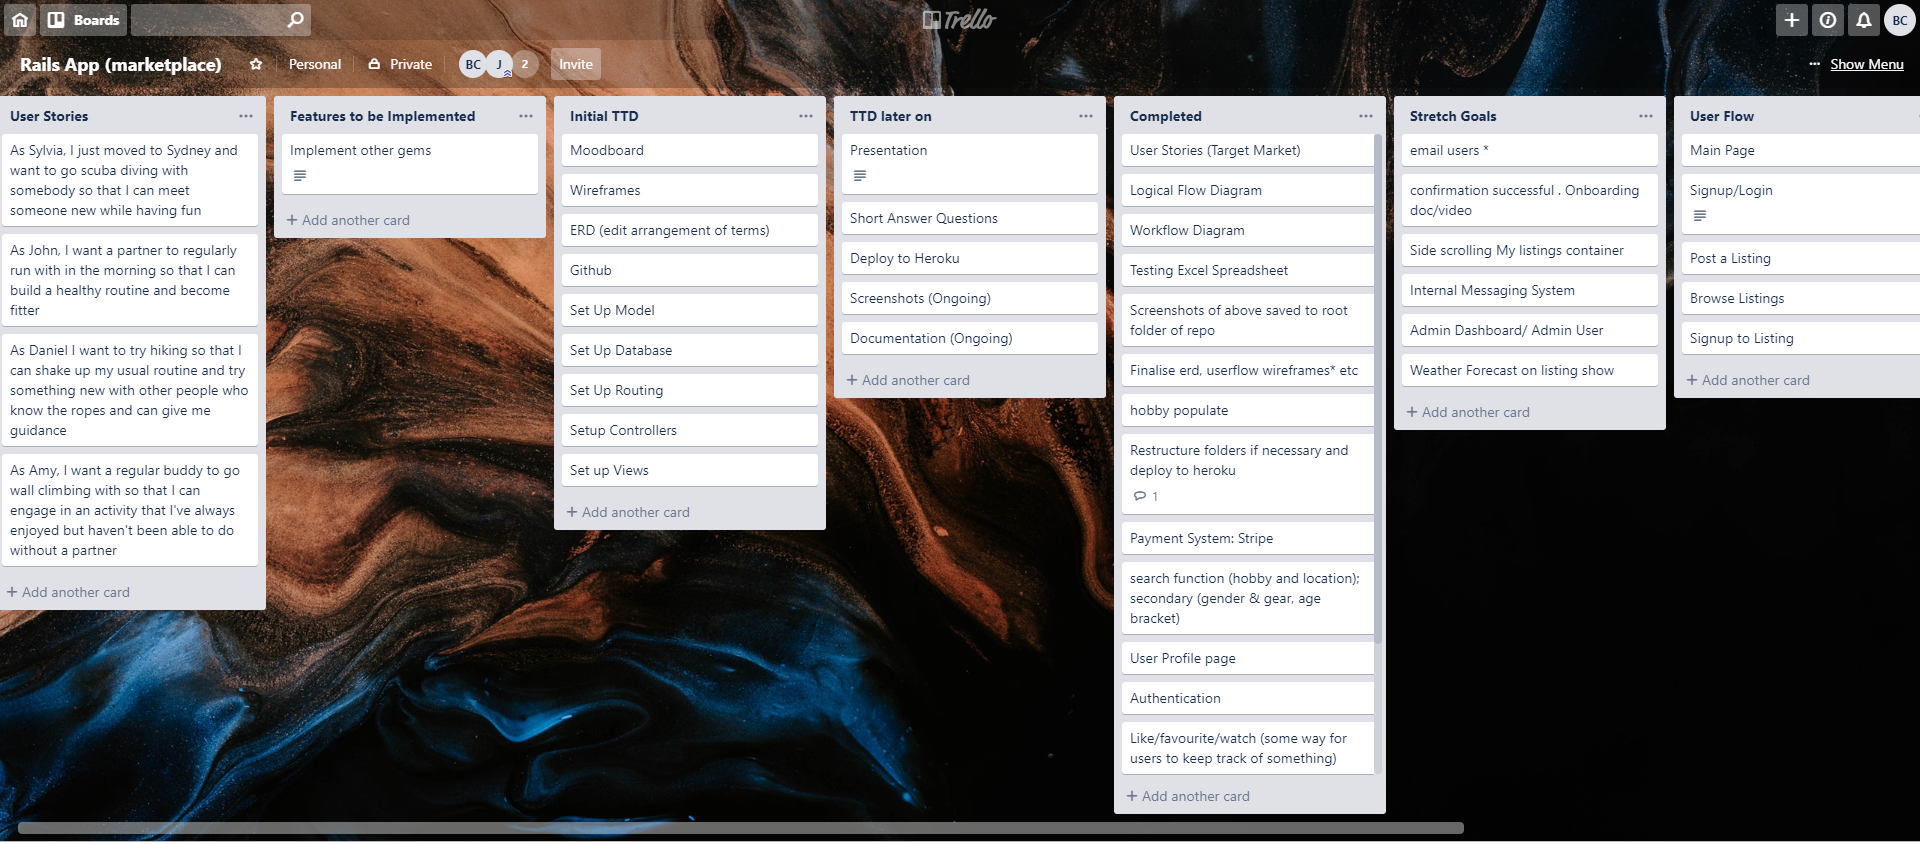 Boards
Trello
BC
Rails App (marketplace)
Personal
Private
BC
J
2
Invite
... Show Menu
User Stories
As Sylvia, I just moved to Sydney and
want to go scuba diving with
somebody so that I can meet
someone new while having fun
As John, I want a partner to regularly
run with in the morning so that I can
build a healthy routine and become
fitter
As Daniel I want to try hiking so that I
can shake up my usual routine and try
something new with other people who
know the ropes and can give me
guidance
As Amy, I want a regular buddy to go
wall climbing with so that I can
engage in an activity that I've always
enjoyed but haven't been able to do
without a partner
+ Add another card
Features to be Implemented
Implement other gems
+ Add another card
Initial TTD
Moodboard
Wireframes
ERD (edit arrangement of terms)
Github
Set Up Model
Set Up Database
Set Up Routing
Setup Controllers
Set up Views
+ Add another card
TTD later on
Presentation
Short Answer Questions
Deploy to Heroku
Screenshots (Ongoing)
Documentation (Ongoing)
+ Add another card
Completed
User Stories (Target Market)
Logical Flow Diagram
Workflow Diagram
Testing Excel Spreadsheet
Screenshots of above saved to root
folder of repo
Finalise erd, userflow wireframes* etc
hobby populate
Restructure folders if necessary and
deploy to heroku
1
Payment System: Stripe
search function (hobby and location);
secondary (gender & gear, age
bracket)
User Profile page
Authentication
Like/favourite/watch (some way for
users to keep track of something)
+ Add another card
Stretch Goals
email users *
confirmation successful . Onboarding
doc/video
Side scrolling My listings container
Internal Messaging System
Admin Dashboard/ Admin User
Weather Forecast on listing show
+ Add another card
User Flow
Main Page
Signup/Login
Post a Listing
Browse Listings
Signup to Listing
+ Add another card